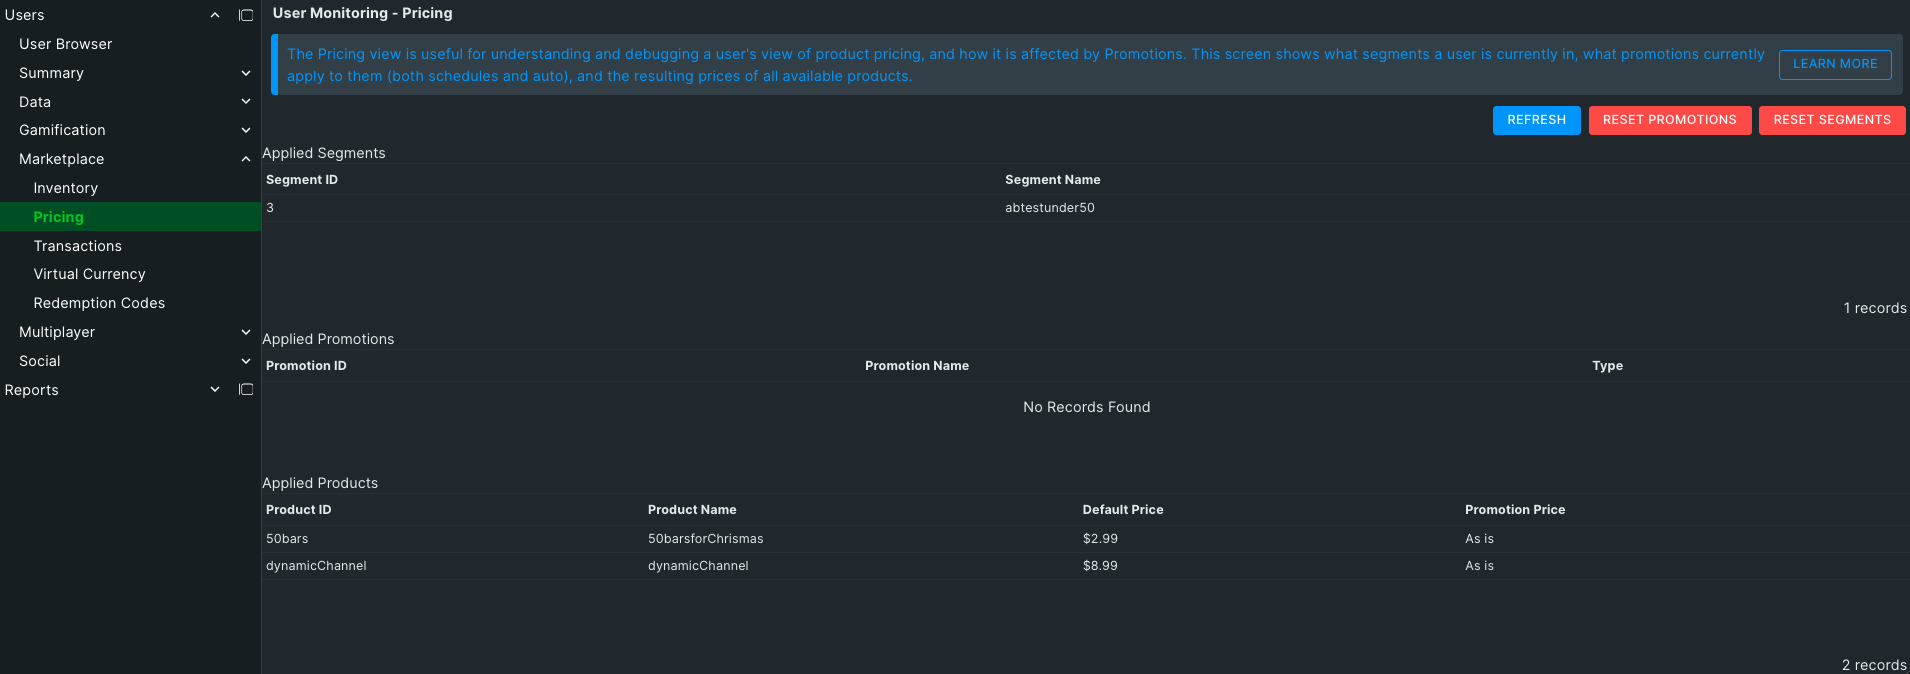 Users
User Browser
Summary
Data
Gamification
Marketplace
Inventory
Pricing
Transactions
Virtual Currency
Redemption Codes
Multiplayer
Social
Reports
User Monitoring - Pricing
The Pricing view is useful for understanding and debugging a user's view of product pricing, and how it is affected by Promotions. This screen shows what segments a user is currently in, what promotions currently
apply to them (both schedules and auto), and the resulting prices of all available products.
LEARN MORE
REFRESH RESET PROMOTIONS RESET SEGMENTS
Applied Segments
Segment ID Segment Name
3 abtestunder50
1 records
Applied Promotions
Promotion ID Promotion Name Type
No Records Found
Applied Products
Product ID Product Name Default Price Promotion Price
50bars 50barsforChrismas $2.99 As is
dynamicChannel dynamicChannel $8.99 As is
2 records